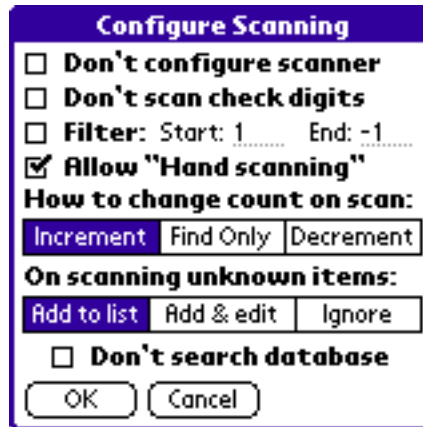 Configure Scanning
Don't configure scanner
Don't scan check digits
Filter: Start: 1 End: -1
Allow "Hand scanning"
How to change count on scan:
Increment Find Only Decrement
On scanning unknown items:
Add to list Add & edit Ignore
Don't search database
OK Cancel